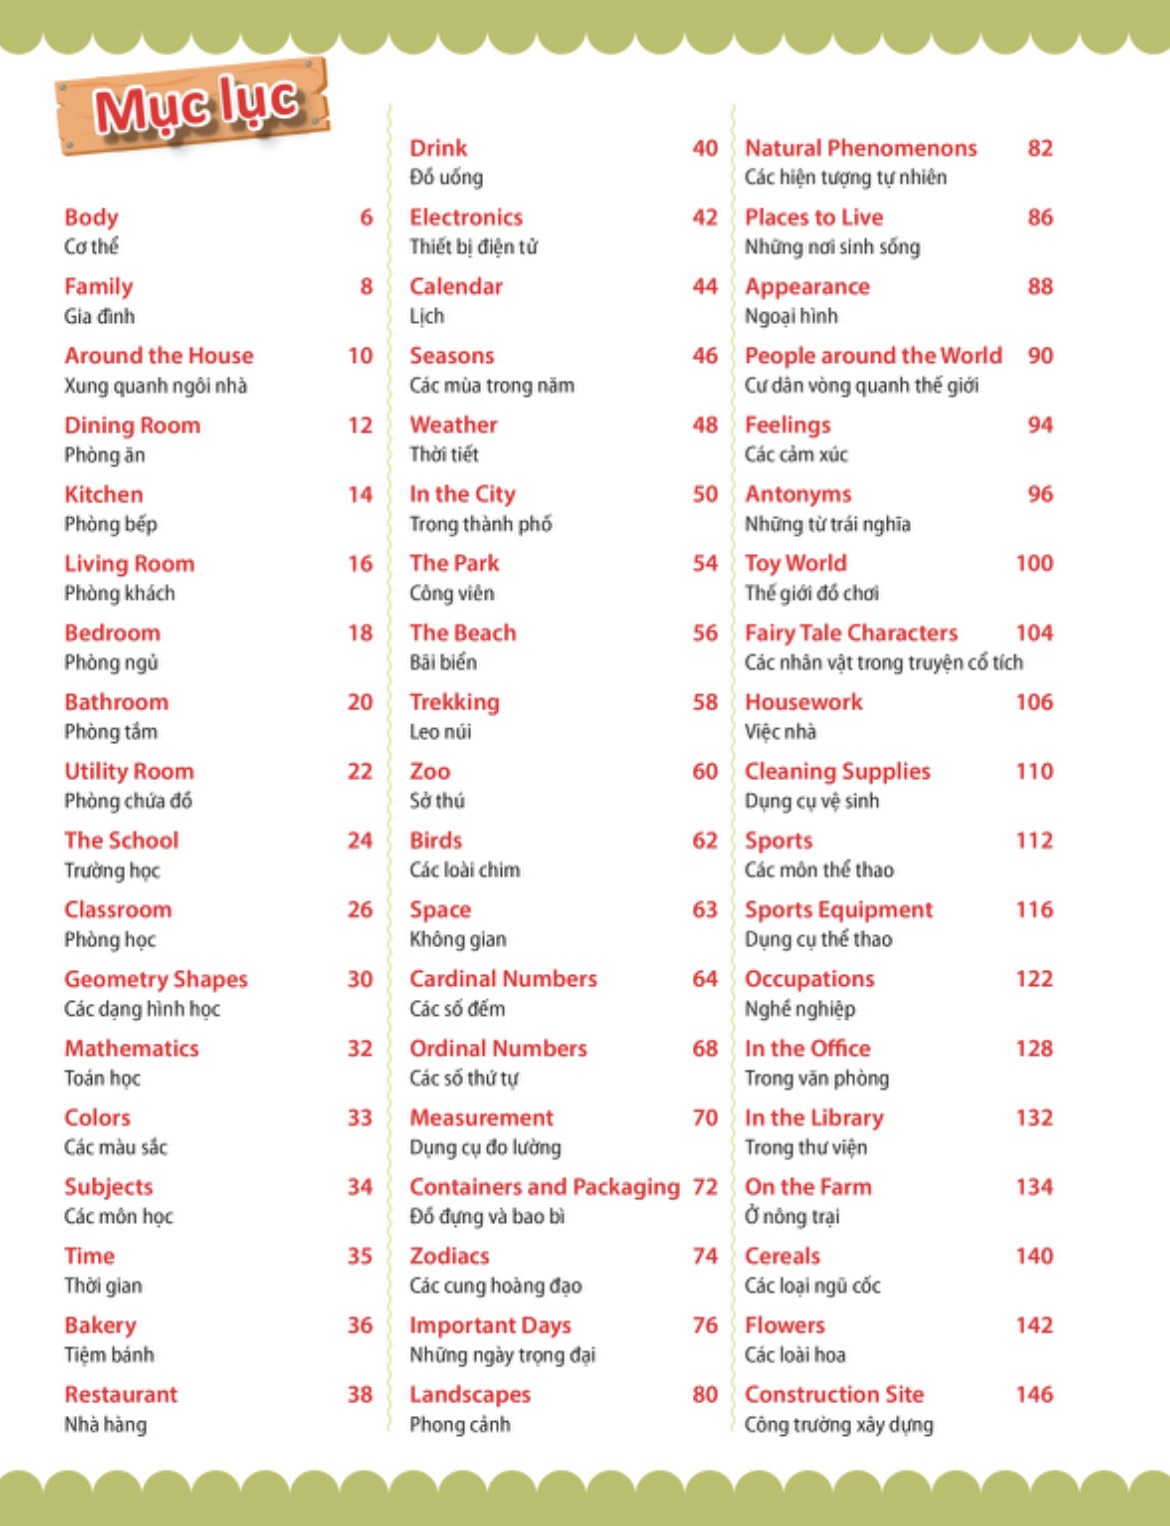 Mục lục
Body 6
Cơ thể
Family 8
Gia đình
Around the House 10
Xung quanh ngôi nhà
Dining Room 12
Phòng ăn
Kitchen 14
Phòng bếp
Living Room 16
Phòng khách
Bedroom 18
Phòng ngủ
Bathroom 20
Phòng tắm
Utility Room 22
Phòng chứa đồ
The School 24
Trường học
Classroom 26
Phòng học
Geometry Shapes 30
Các dạng hình học
Mathematics 32
Toán học
Colors 33
Các màu sắc
Subjects 34
Các môn học
Time 35
Thời gian
Bakery 36
Tiệm bánh
Restaurant 38
Nhà hàng
Drink 40
Đồ uống
Electronics 42
Thiết bị điện tử
Calendar 44
Lịch
Seasons 46
Các mùa trong năm
Weather 48
Thời tiết
In the City 50
Trong thành phố
The Park 54
Công viên
The Beach 56
Bãi biển
Trekking 58
Leo núi
Zoo 60
Sở thú
Birds 62
Các loài chim
Space 63
Không gian
Cardinal Numbers 64
Các số đếm
Ordinal Numbers 68
Các số thứ tự
Measurement 70
Dụng cụ đo lường
Containers and Packaging 72
Đồ đựng và bao bì
Zodiacs 74
Các cung hoàng đạo
Important Days 76
Những ngày trọng đại
Landscapes 80
Phong cảnh
Natural Phenomenons 82
Các hiện tượng tự nhiên
Places to Live 86
Những nơi sinh sống
Appearance 88
Ngoại hình
People around the World 90
Cư dân vòng quanh thế giới
Feelings 94
Các cảm xúc
Antonyms 96
Những từ trái nghĩa
Toy World 100
Thế giới đồ chơi
Fairy Tale Characters 104
Các nhân vật trong truyện cổ tích
Housework 106
Việc nhà
Cleaning Supplies 110
Dụng cụ vệ sinh
Sports 112
Các môn thể thao
Sports Equipment 116
Dụng cụ thể thao
Occupations 122
Nghề nghiệp
In the Office 128
Trong văn phòng
In the Library 132
Trong thư viện
On the Farm 134
Ở nông trại
Cereals 140
Các loại ngũ cốc
Flowers 142
Các loài hoa
Construction Site 146
Công trường xây dựng